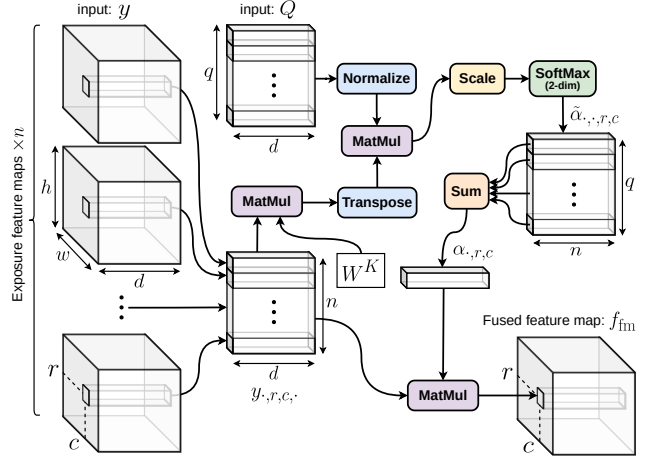 input: y
input: Q
Exposure feature maps ×n
q
d
Normalize
Scale
SoftMax
(2-dim)
α̃·,·,r,c
MatMul
h
w
d
MatMul
Transpose
Sum
q
n
W^K
α·,r,c
n
d
y·,r,c,·
r
c
MatMul
Fused feature map: f_fm
r
c